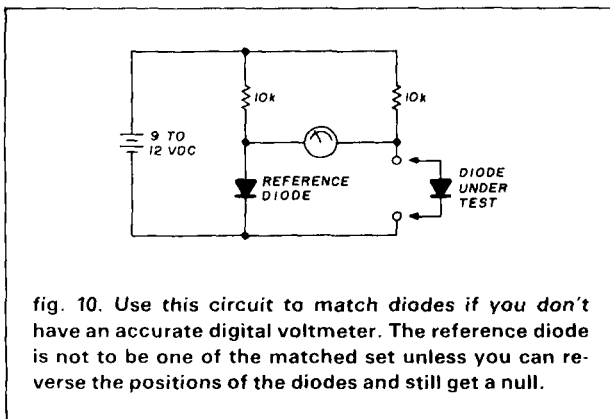 10k
10k
9 TO
12 VDC
REFERENCE
DIODE
DIODE
UNDER
TEST
fig. 10. Use this circuit to match diodes if you don't
have an accurate digital voltmeter. The reference diode
is not to be one of the matched set unless you can re-
verse the positions of the diodes and still get a null.